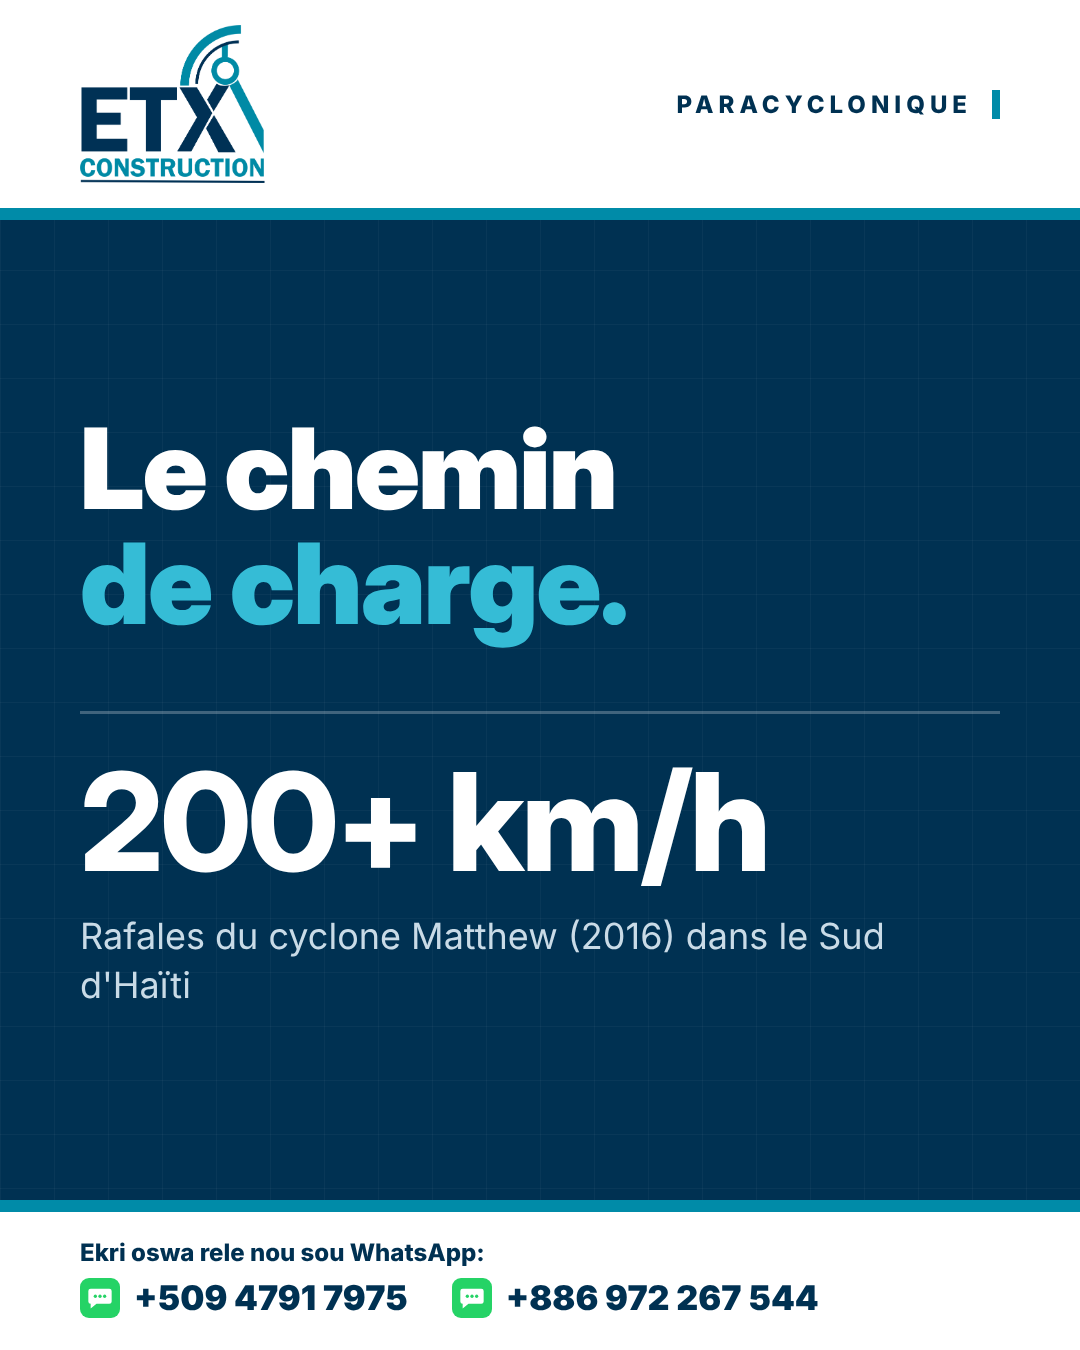 ETX
CONSTRUCTION
PARACYCLONIQUE
Le chemin
de charge.
200+ km/h
Rafales du cyclone Matthew (2016) dans le Sud
d'Haïti
Ekri oswa rele nou sou WhatsApp:
+509 4791 7975
+886 972 267 544